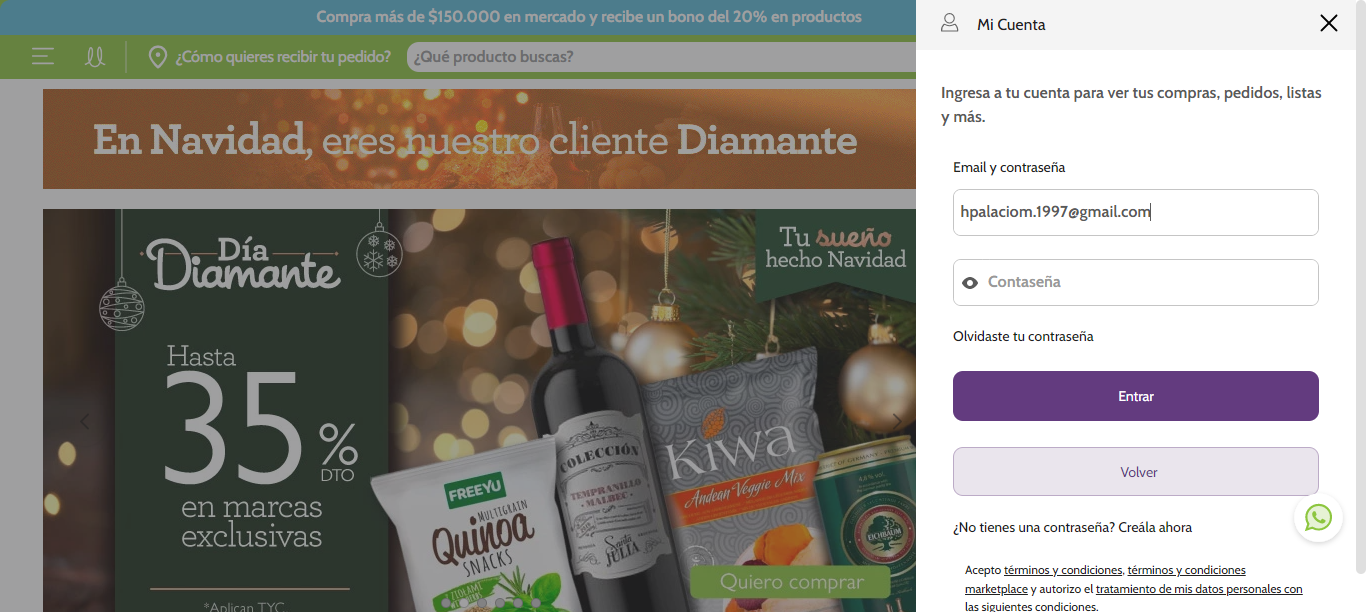 Compra más de $150.000 en mercado y recibe un bono del 20% en productos
¿Cómo quieres recibir tu pedido?
¿Qué producto buscas?
En Navidad, eres nuestro cliente Diamante
Día
Diamante
Hasta
35%
DTO
en marcas
exclusivas
*Aplican TYC
Tu sueño
hecho Navidad
FREEYU
MULTIGRAIN
Quinoa
SNACKS
COLECCIÓN
TEMPRANILLO
MALBEC
Santa
JULIA
KIWA
Andean Veggie Mix
EICHBAUM
Quiero comprar
Mi Cuenta
Ingresa a tu cuenta para ver tus compras, pedidos, listas
y más.
Email y contraseña
hpalaciom.1997@gmail.com
Contaseña
Olvidaste tu contraseña
Entrar
Volver
¿No tienes una contraseña? Creála ahora
Acepto términos y condiciones, términos y condiciones
marketplace y autorizo el tratamiento de mis datos personales con
las siguientes condiciones.